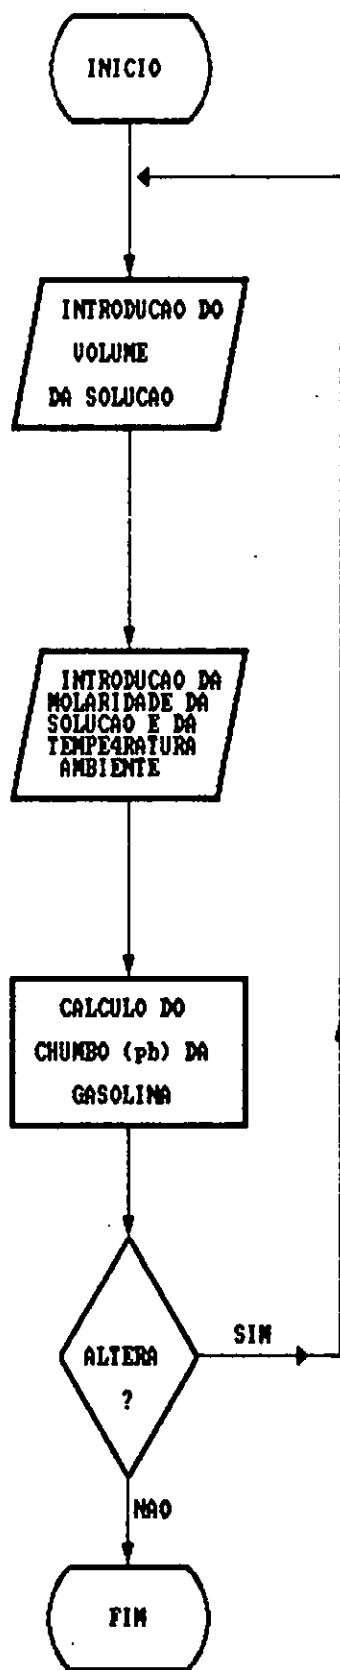 INICIO
INTRODUCAO DO
VOLUME
DA SOLUCAO
INTRODUCAO DA
MOLARIDADE DA
SOLUCAO E DA
TEMPE4RATURA
AMBIENTE
CALCULO DO
CHUMBO (pb) DA
GASOLINA
ALTERA
?
SIM
NAO
FIM